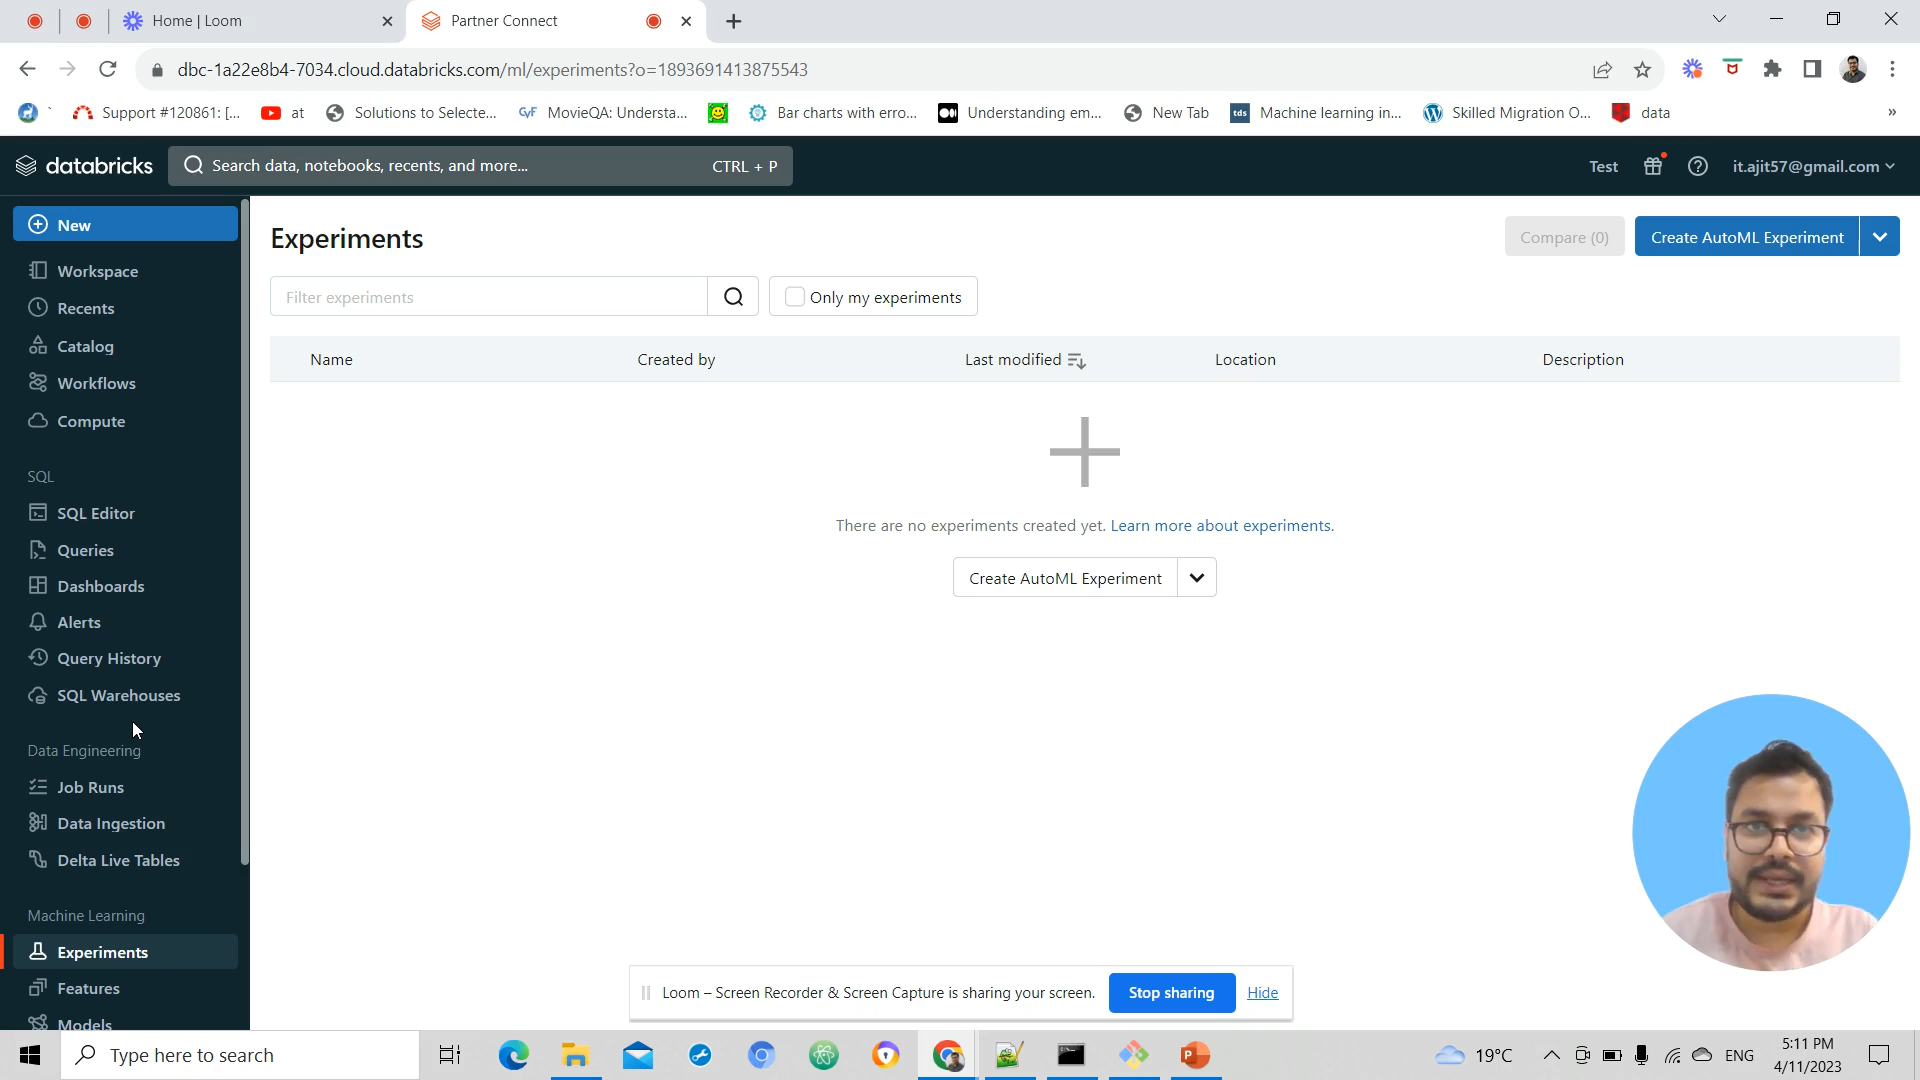 Home | Loom
Partner Connect
dbc-1a22e8b4-7034.cloud.databricks.com/ml/experiments?o=1893691413875543
Support #120861: [...
at
Solutions to Selecte...
GyF
MovieQA: Understa...
Bar charts with erro...
Understanding em...
New Tab
tds
Machine learning in...
Skilled Migration O...
data
»
databricks
Search data, notebooks, recents, and more...
CTRL + P
Test
it.ajit57@gmail.com
New
Workspace
Recents
Catalog
Workflows
Compute
SQL
SQL Editor
Queries
Dashboards
Alerts
Query History
SQL Warehouses
Data Engineering
Job Runs
Data Ingestion
Delta Live Tables
Machine Learning
Experiments
Features
Models
Experiments
Compare (0)
Create AutoML Experiment
Filter experiments
Only my experiments
Name
Created by
Last modified
Location
Description
There are no experiments created yet. Learn more about experiments.
Create AutoML Experiment
Loom – Screen Recorder & Screen Capture is sharing your screen.
Stop sharing
Hide
Type here to search
19°C
ENG
5:11 PM
4/11/2023